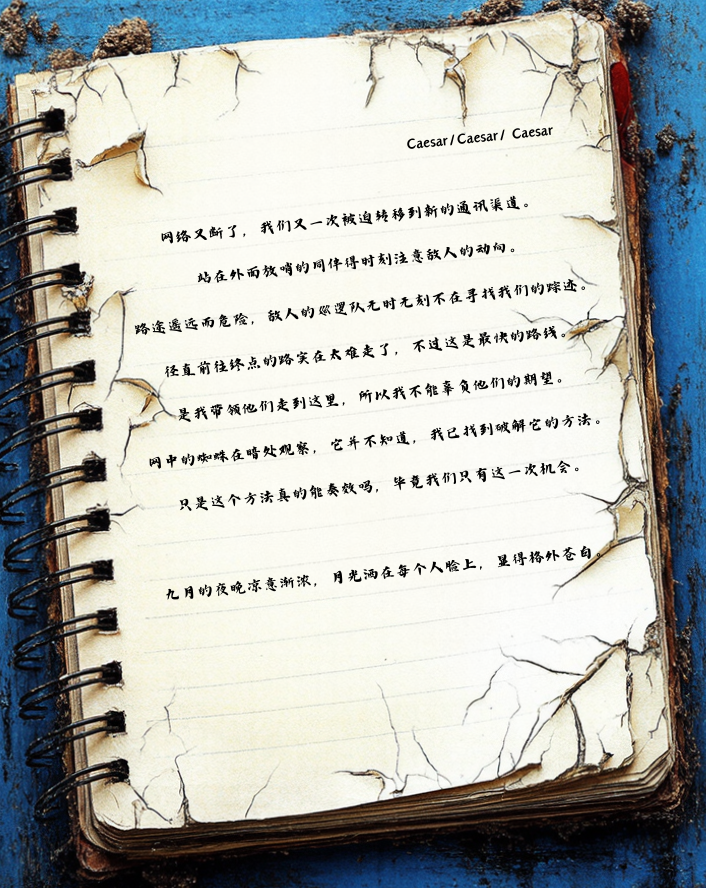 Caesar/Caesar/ Caesar
网络又断了，我们又一次被迫转移到新的通讯渠道。
站在外面放哨的同伴得时刻注意敌人的动向。
路途遥远而危险，敌人的巡逻队无时无刻不在寻找我们的踪迹。
径直前往终点的路实在太难走了，不过这是最快的路线。
是我带领他们走到这里，所以我不能辜负他们的期望。
网中的蜘蛛在暗处观察，它并不知道，我已找到破解它的方法。
只是这个方法真的能奏效吗，毕竟我们只有这一次机会。
九月的夜晚凉意渐浓，月光洒在每个人脸上，显得格外苍白。